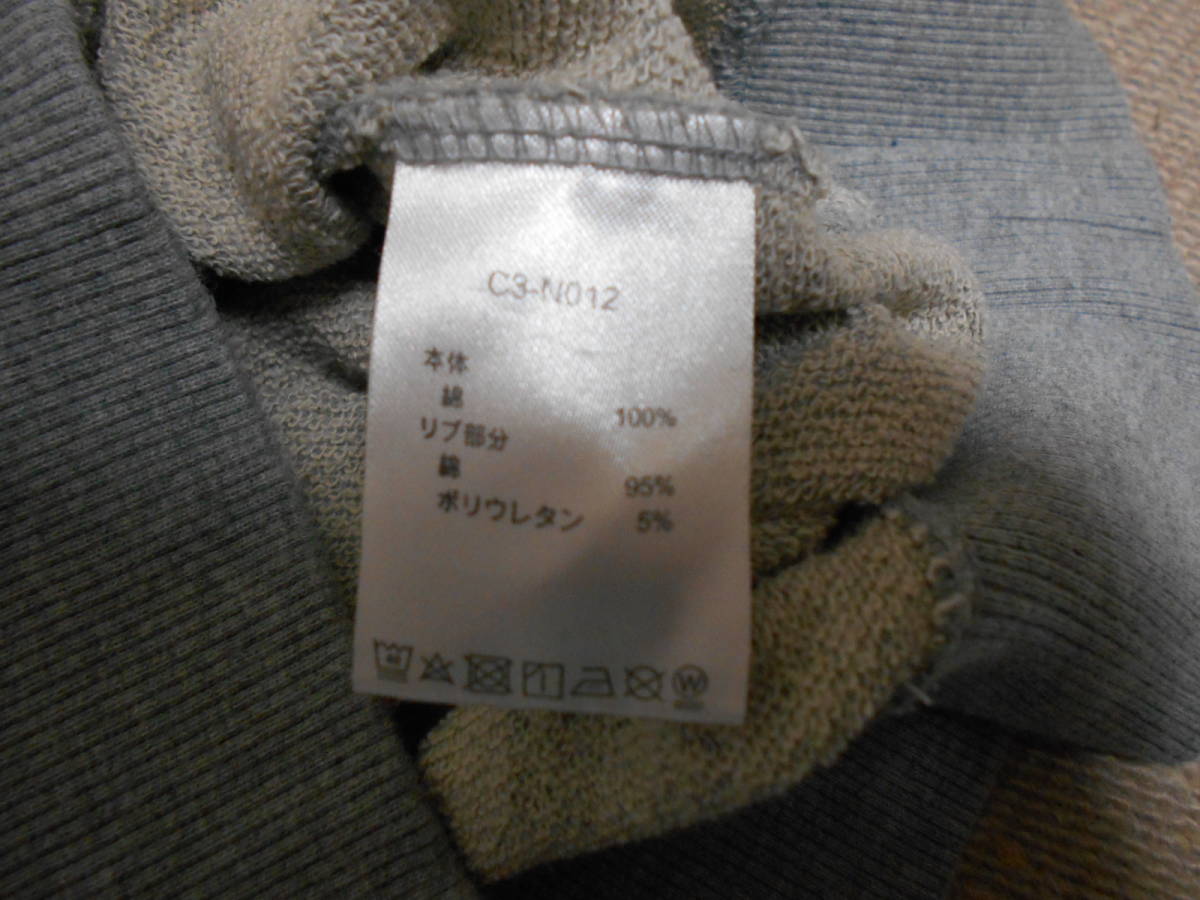 C3-N012
本体
綿 100%
リブ部分
綿 95%
ポリウレタン 5%
W